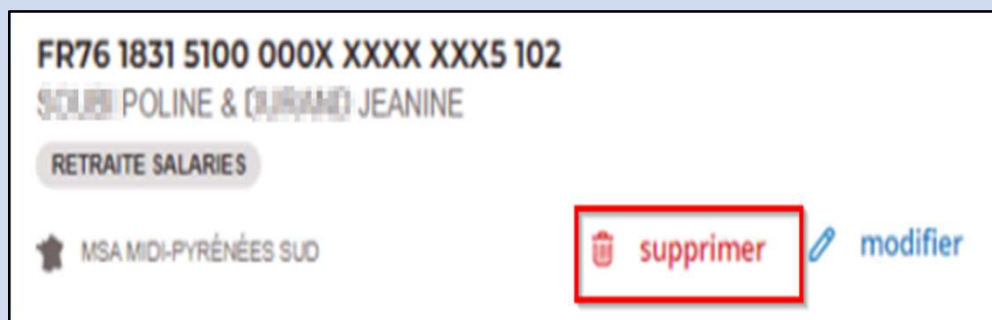 FR76 1831 5100 000X XXXX XXX5 102
POLINE & JEANINE
RETRAITE SALARIES
MSA MIDI-PYRÉNÉES SUD
supprimer modifier